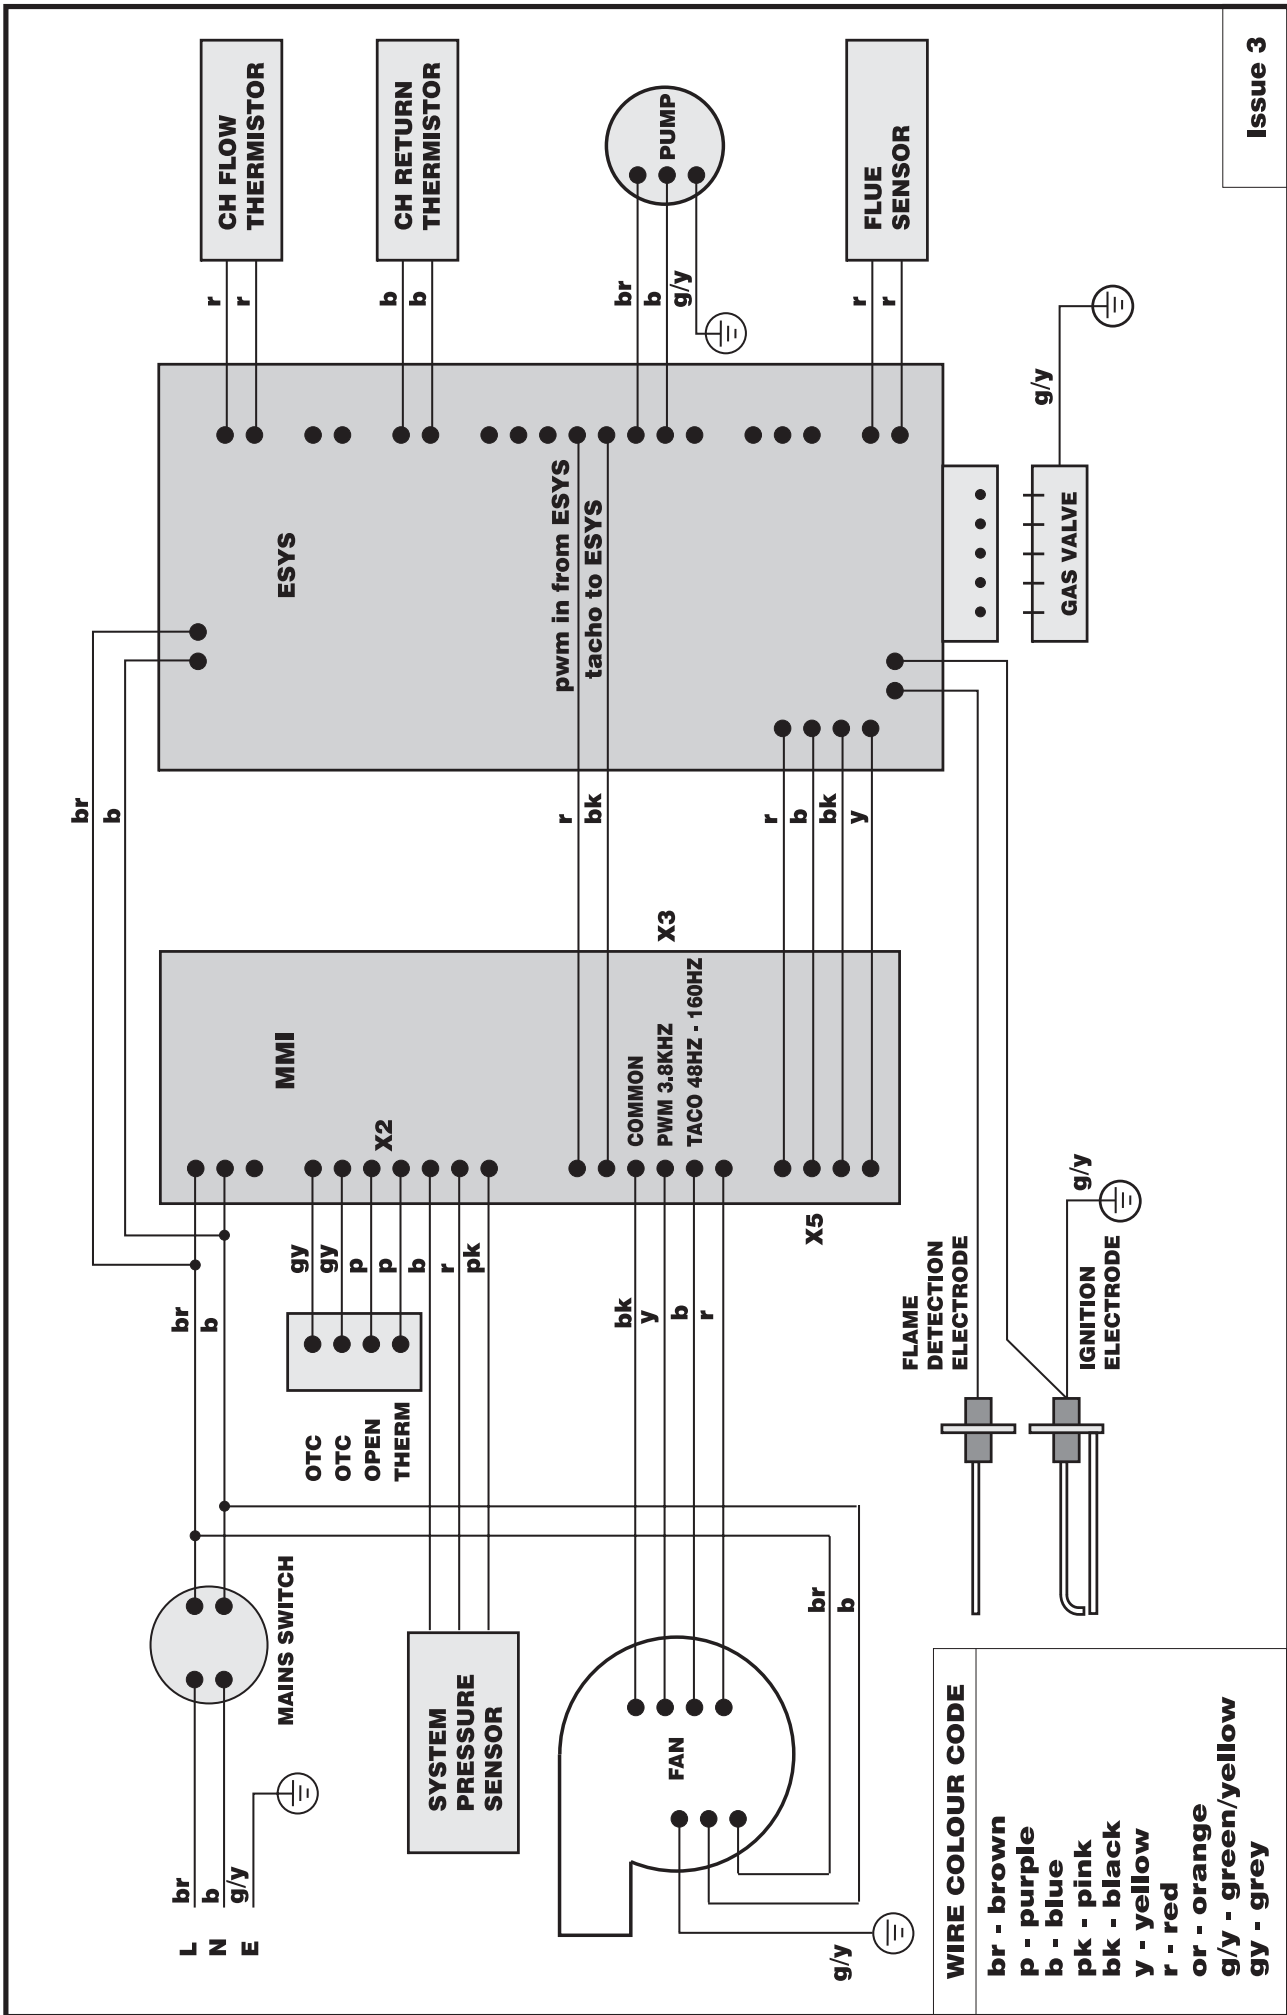 L
N
E
br
b
g/y
MAINS SWITCH
br
b
br
b
OTC
OTC
OPEN
THERM
gy
gy
p
p
b
r
pk
SYSTEM
PRESSURE
SENSOR
FAN
g/y
br
b
bk
y
b
r
MMI
X2
COMMON
PWM 3.8KHZ
TACO 48HZ - 160HZ
X3
X5
r
bk
r
b
bk
y
ESYS
pwm in from ESYS
tacho to ESYS
r
r
CH FLOW
THERMISTOR
b
b
CH RETURN
THERMISTOR
br
b
g/y
PUMP
r
r
FLUE
SENSOR
GAS VALVE
g/y
FLAME
DETECTION
ELECTRODE
IGNITION
ELECTRODE
g/y
WIRE COLOUR CODE
br - brown
p - purple
b - blue
pk - pink
bk - black
y - yellow
r - red
or - orange
g/y - green/yellow
gy - grey
Issue 3